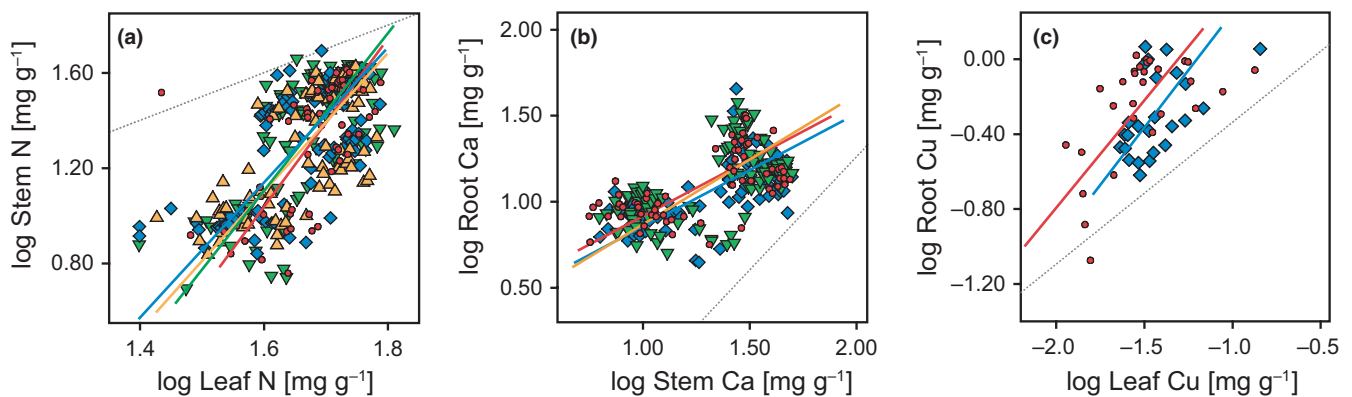 (a)
log Stem N [mg g⁻¹]
1.60
1.20
0.80
1.4
1.6
1.8
log Leaf N [mg g⁻¹]
(b)
log Root Ca [mg g⁻¹]
2.00
1.50
1.00
0.50
1.00
1.50
2.00
log Stem Ca [mg g⁻¹]
(c)
log Root Cu [mg g⁻¹]
0.00
−0.40
−0.80
−1.20
−2.0
−1.5
−1.0
−0.5
log Leaf Cu [mg g⁻¹]